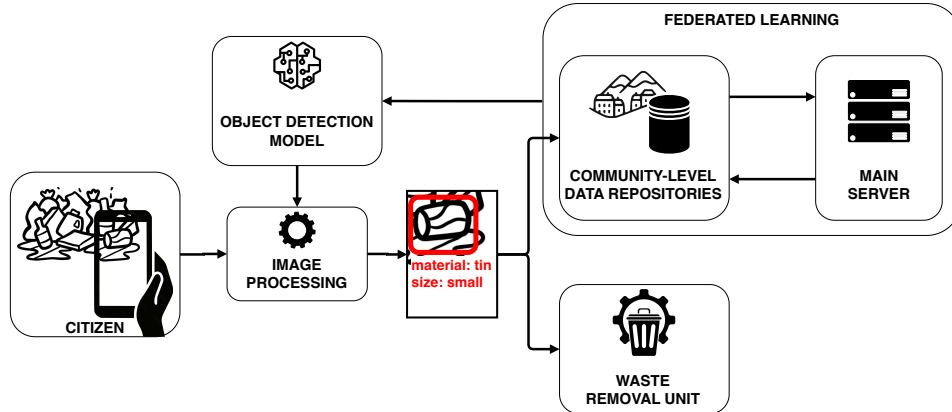 FEDERATED LEARNING
OBJECT DETECTION
MODEL
COMMUNITY-LEVEL
DATA REPOSITORIES
MAIN
SERVER
CITIZEN
IMAGE
PROCESSING
material: tin
size: small
WASTE
REMOVAL UNIT